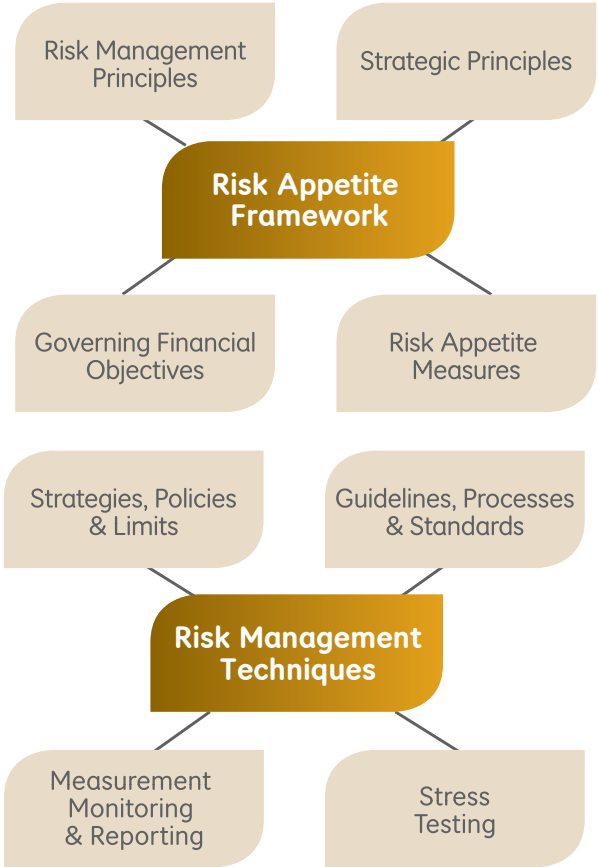 Risk Management
Principles
Strategic Principles
Risk Appetite
Framework
Governing Financial
Objectives
Risk Appetite
Measures
Strategies, Policies
& Limits
Guidelines, Processes
& Standards
Risk Management
Techniques
Measurement
Monitoring
& Reporting
Stress
Testing